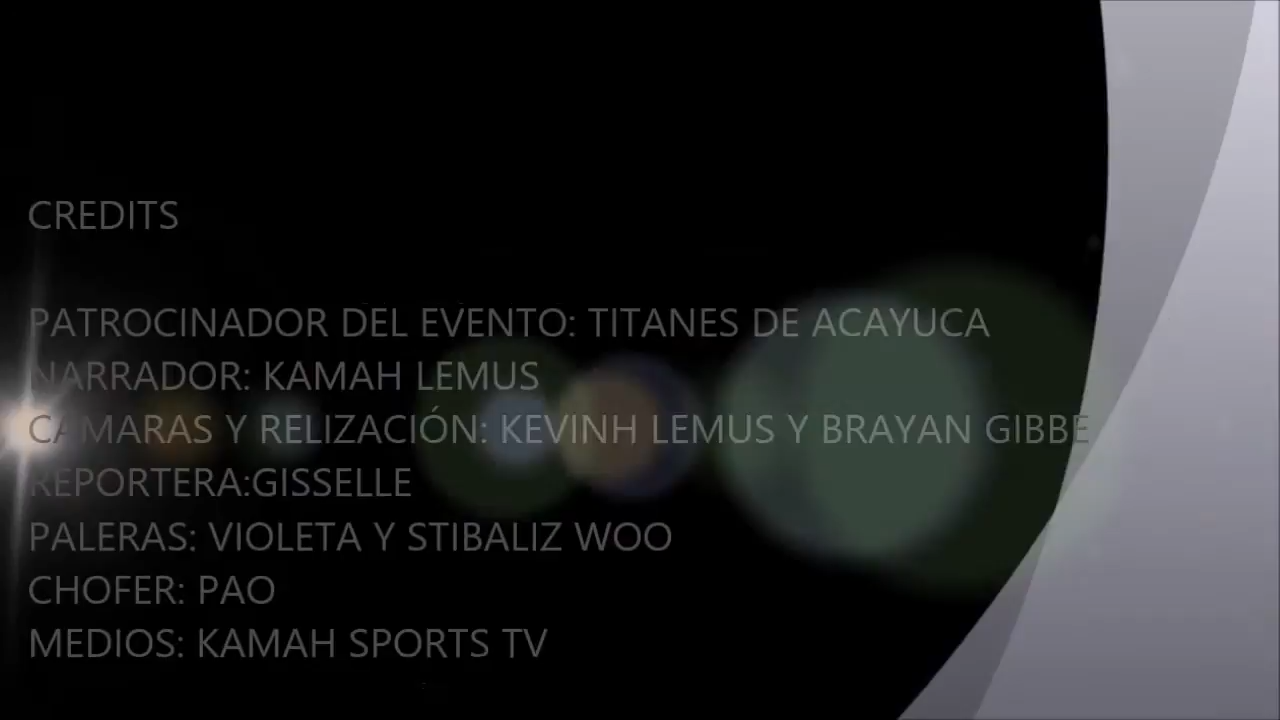 CREDITS
PATROCINADOR DEL EVENTO: TITANES DE ACAYUCA
NARRADOR: KAMAH LEMUS
CAMARAS Y RELIZACIÓN: KEVINH LEMUS Y BRAYAN GIBBE
REPORTERA:GISSELLE
PALERAS: VIOLETA Y STIBALIZ WOO
CHOFER: PAO
MEDIOS: KAMAH SPORTS TV